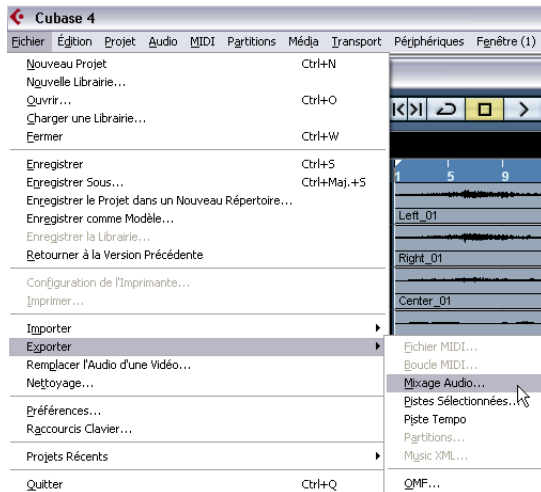 Cubase 4
Fichier Édition Projet Audio MIDI Partitions Média Transport Périphériques Fenêtre (1)
Nouveau Projet Ctrl+N
Nouvelle Librairie...
Ouvrir... Ctrl+O
Charger une Librairie...
Fermer Ctrl+W
Enregistrer Ctrl+S
Enregistrer Sous... Ctrl+Maj.+S
Enregistrer le Projet dans un Nouveau Répertoire...
Enregistrer comme Modèle...
Enregistrer la Librairie...
Retourner à la Version Précédente
Configuration de l'Imprimante...
Imprimer...
Importer
Exporter
Remplacer l'Audio d'une Vidéo...
Nettoyage...
Préférences...
Raccourcis Clavier...
Projets Récents
Quitter Ctrl+Q
1 5 9
Left_01
Right_01
Center_01
Fichier MIDI...
Boucle MIDI...
Mixage Audio...
Pistes Sélectionnées...
Piste Tempo
Partitions...
Music XML...
OMF...